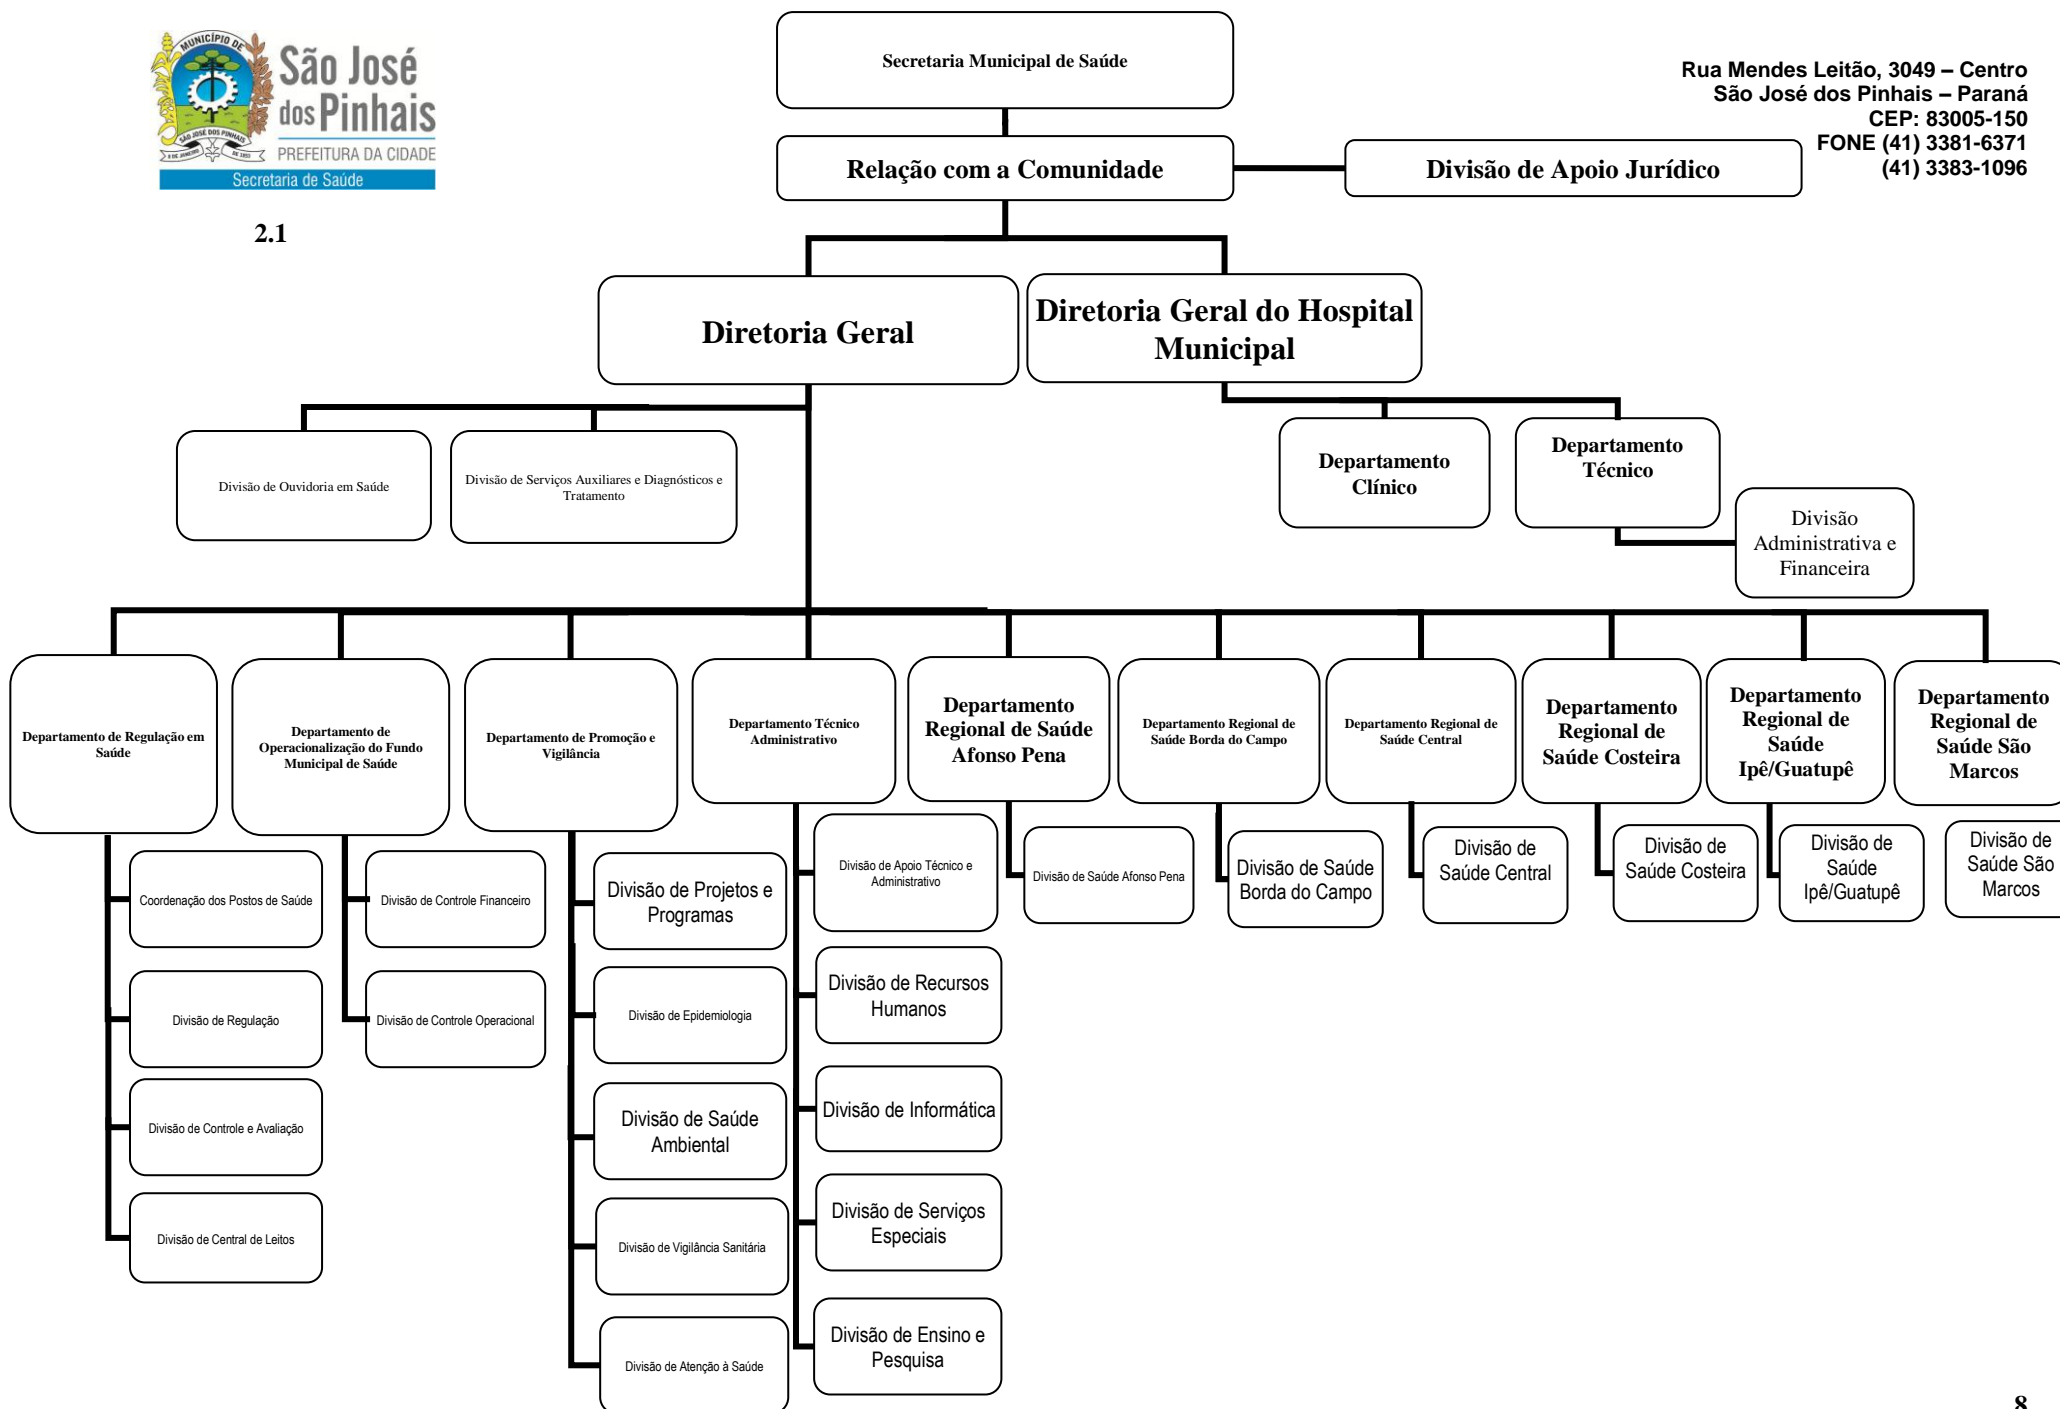 MUNICÍPIO DE
SÃO JOSÉ DOS PINHAIS
8 DE JANEIRO
DE 1853
São José
dos Pinhais
PREFEITURA DA CIDADE
Secretaria de Saúde
Rua Mendes Leitão, 3049 – Centro
São José dos Pinhais – Paraná
CEP: 83005-150
FONE (41) 3381-6371
(41) 3383-1096
2.1
Secretaria Municipal de Saúde
Relação com a Comunidade
Divisão de Apoio Jurídico
Diretoria Geral
Diretoria Geral do Hospital
Municipal
Divisão de Ouvidoria em Saúde
Divisão de Serviços Auxiliares e Diagnósticos e
Tratamento
Departamento
Clínico
Departamento
Técnico
Divisão
Administrativa e
Financeira
Departamento de Regulação em
Saúde
Departamento de
Operacionalização do Fundo
Municipal de Saúde
Departamento de Promoção e
Vigilância
Departamento Técnico
Administrativo
Departamento
Regional de Saúde
Afonso Pena
Departamento Regional de
Saúde Borda do Campo
Departamento Regional de
Saúde Central
Departamento
Regional de
Saúde Costeira
Departamento
Regional de
Saúde
Ipê/Guatupê
Departamento
Regional de
Saúde São
Marcos
Coordenação dos Postos de Saúde
Divisão de Regulação
Divisão de Controle e Avaliação
Divisão de Central de Leitos
Divisão de Controle Financeiro
Divisão de Controle Operacional
Divisão de Projetos e
Programas
Divisão de Epidemiologia
Divisão de Saúde
Ambiental
Divisão de Vigilância Sanitária
Divisão de Atenção à Saúde
Divisão de Apoio Técnico e
Administrativo
Divisão de Recursos
Humanos
Divisão de Informática
Divisão de Serviços
Especiais
Divisão de Ensino e
Pesquisa
Divisão de Saúde Afonso Pena
Divisão de Saúde
Borda do Campo
Divisão de
Saúde Central
Divisão de
Saúde Costeira
Divisão de
Saúde
Ipê/Guatupê
Divisão de
Saúde São
Marcos
8